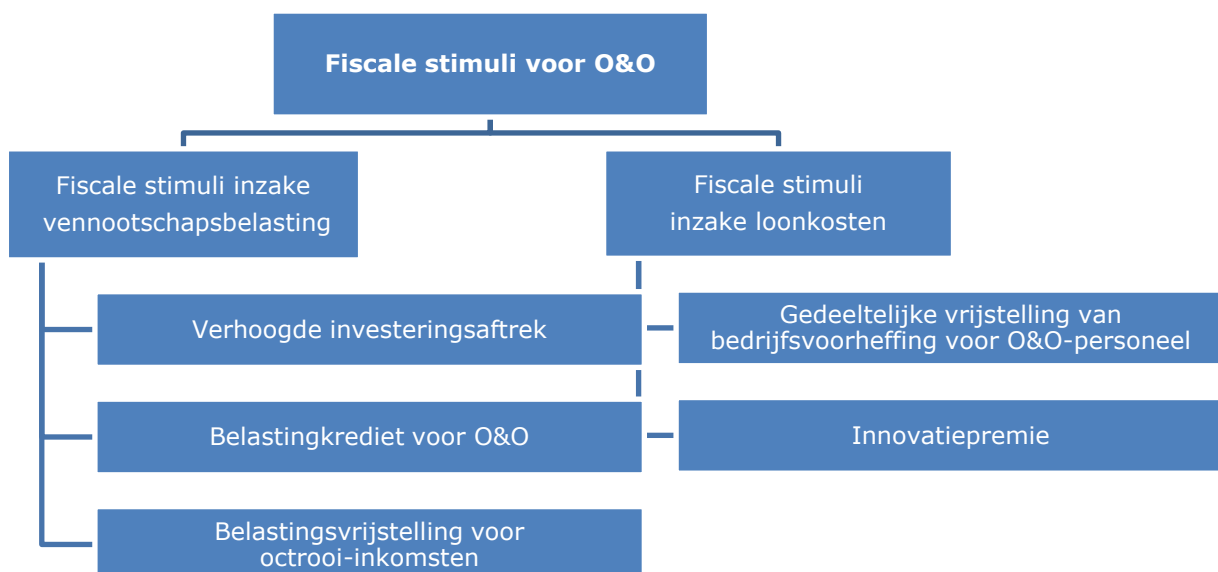 Fiscale stimuli voor O&O
Fiscale stimuli inzake
vennootschapsbelasting
Fiscale stimuli
inzake loonkosten
Verhoogde investeringsaftrek
Gedeeltelijke vrijstelling van
bedrijfsvoorheffing voor O&O-personeel
Belastingkrediet voor O&O
Innovatiepremie
Belastingsvrijstelling voor
octrooi-inkomsten